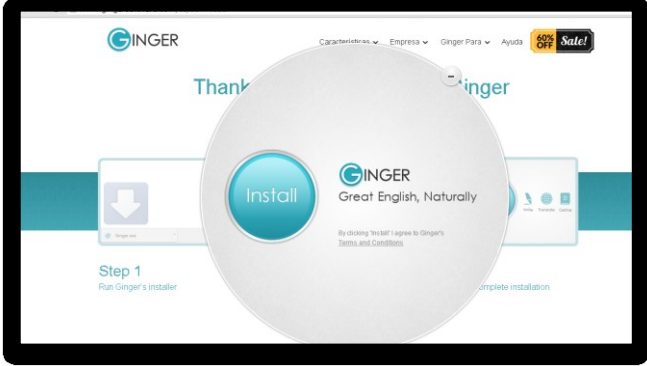 GINGER
Características Empresa Ginger Para Ayuda 60% OFF Sale!
Thank inger
Install
GINGER
Great English, Naturally
By clicking 'Install' I agree to Ginger's
Terms and Conditions
Step 1
Run Ginger's installer
omplete installation